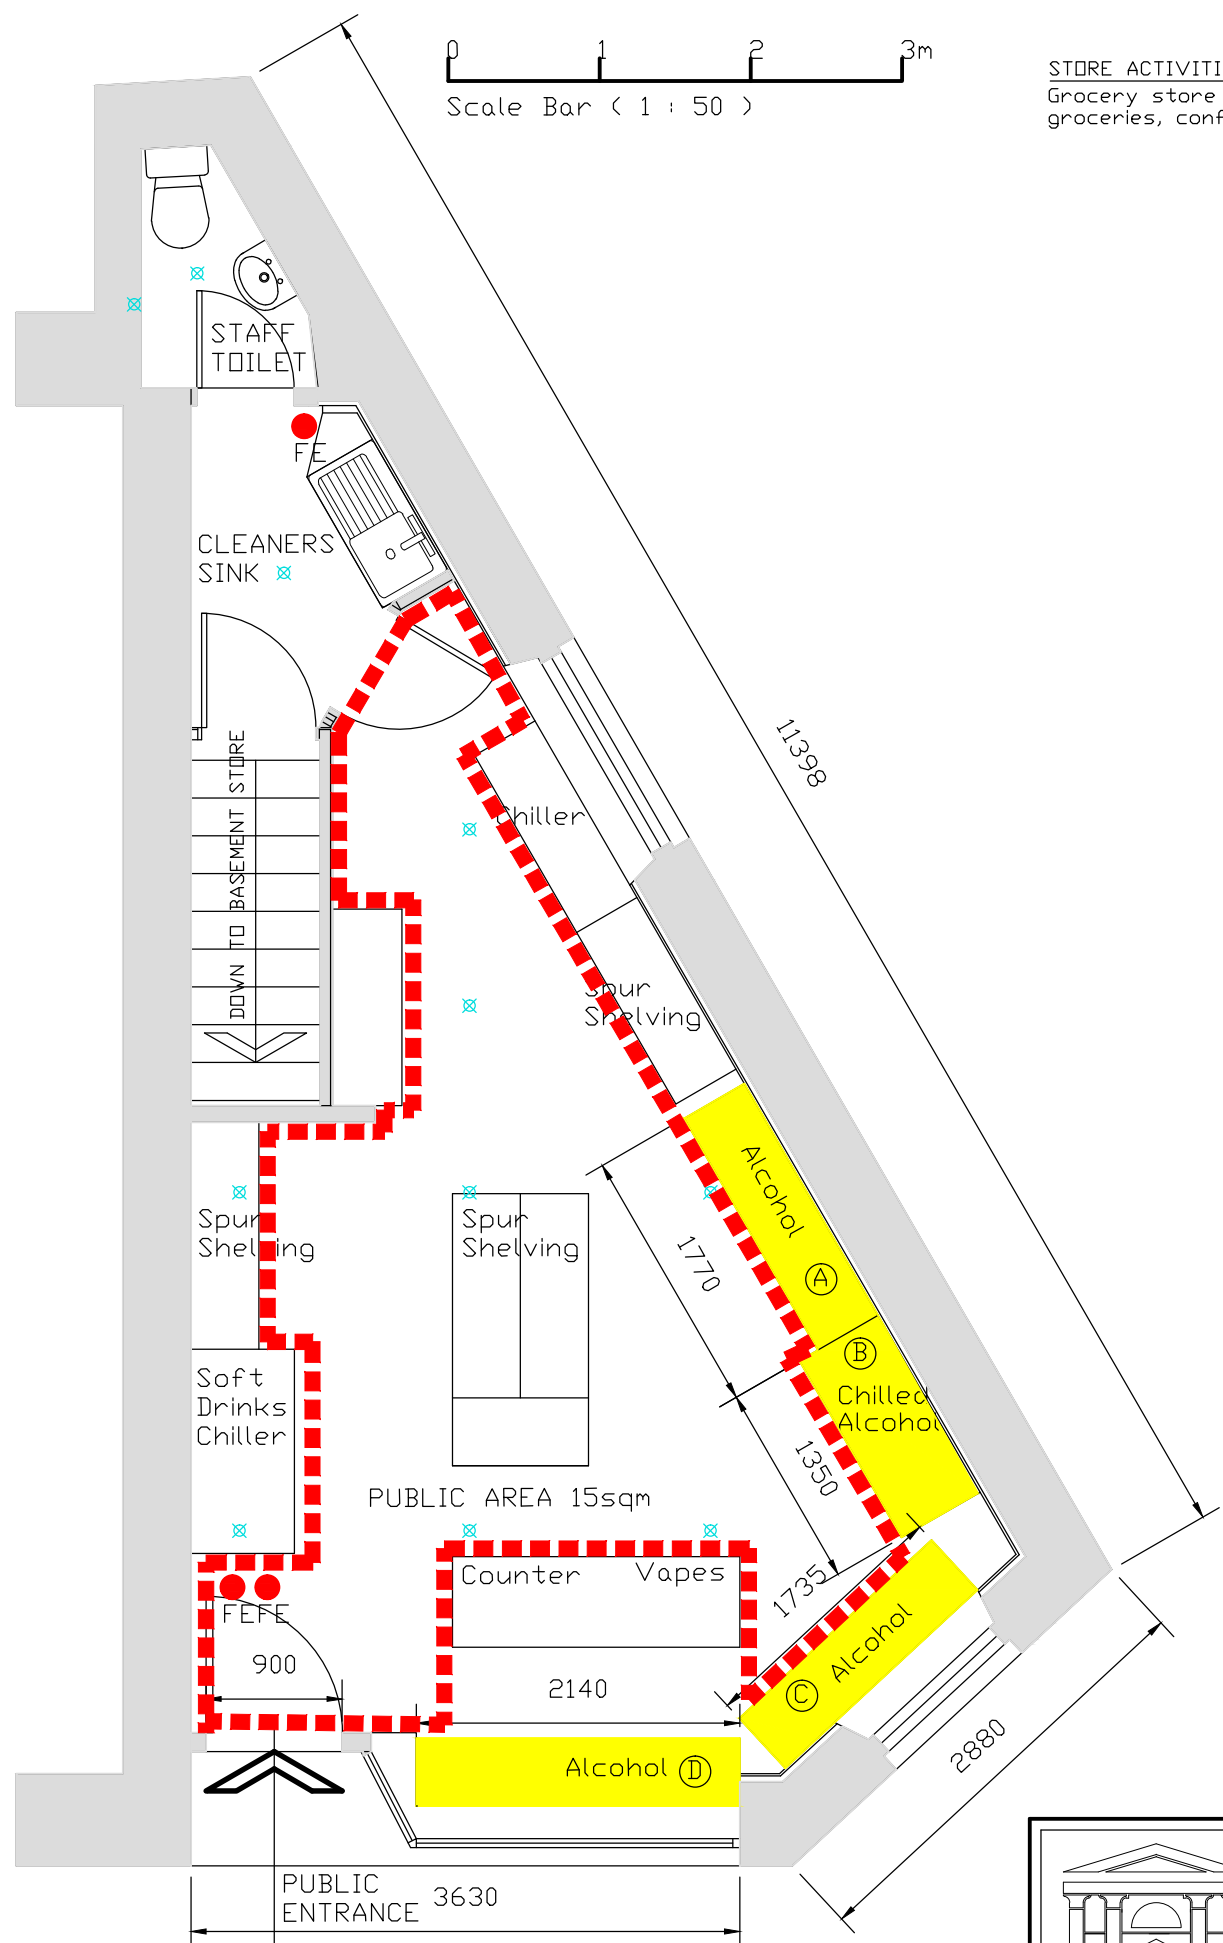 0 1 2 3m
Scale Bar ( 1 : 50 )
STORE ACTIVITI
Grocery store
groceries, conf
STAFF
TOILET
FE
CLEANERS
SINK
11398
DOWN TO BASEMENT STORE
Chiller
Spur
Shelving
Alcohol
A
Spur
Shelving
Spur
Shelving
1770
B
Chilled
Alcohol
Soft
Drinks
Chiller
1350
PUBLIC AREA 15sqm
Counter
Vapes
1735
FEFE
Alcohol
C
900
2140
2880
Alcohol D
PUBLIC
ENTRANCE
3630